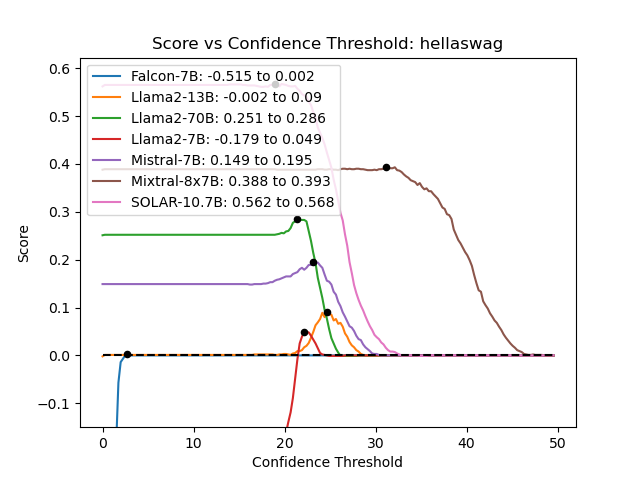 Score vs Confidence Threshold: hellaswag
Falcon-7B: -0.515 to 0.002
Llama2-13B: -0.002 to 0.09
Llama2-70B: 0.251 to 0.286
Llama2-7B: -0.179 to 0.049
Mistral-7B: 0.149 to 0.195
Mixtral-8x7B: 0.388 to 0.393
SOLAR-10.7B: 0.562 to 0.568
Score
0.6
0.5
0.4
0.3
0.2
0.1
0.0
−0.1
0 10 20 30 40 50
Confidence Threshold